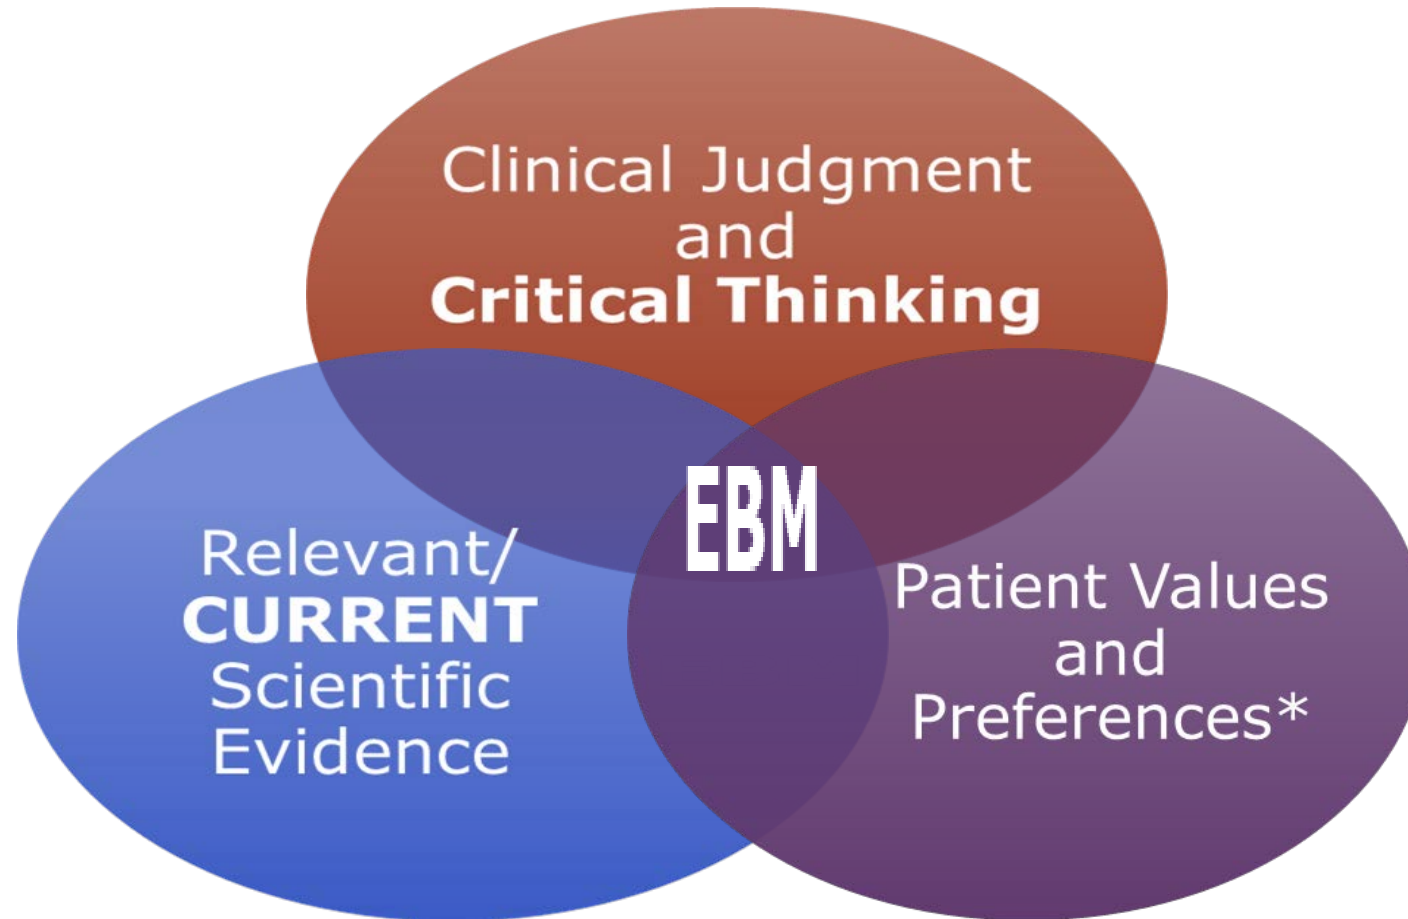 Clinical Judgment
and
Critical Thinking
EBM
Relevant/
CURRENT
Scientific
Evidence
Patient Values
and
Preferences*